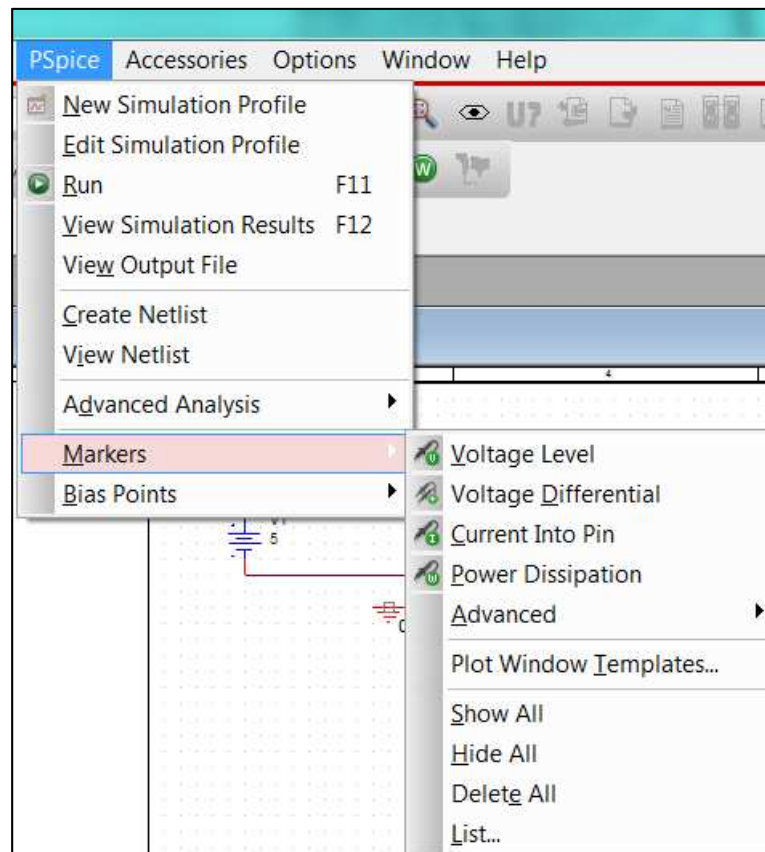 PSpice Accessories Options Window Help
New Simulation Profile
Edit Simulation Profile
U?
Run F11
W
View Simulation Results F12
View Output File
Create Netlist
View Netlist
4
Advanced Analysis
Markers
Voltage Level
Bias Points
Voltage Differential
5
Current Into Pin
Power Dissipation
Advanced
Plot Window Templates...
Show All
Hide All
Delete All
List...